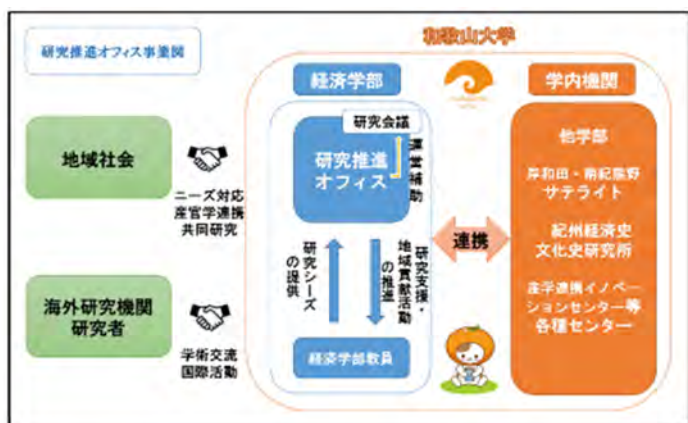 研究推進オフィス事業図
和歌山大学
経済学部
学内機関
地域社会
ニーズ対応
産官学連携
共同研究
海外研究機関
研究者
学術交流
国際活動
研究会議
研究推進
オフィス
運営補助
研究シーズ
の提供
研究支援・
地域貢献活動
の推進
経済学部教員
連携
他学部
岸和田・南紀熊野
サテライト
紀州経済史
文化史研究所
産学連携イノベー
ションセンター等
各種センター